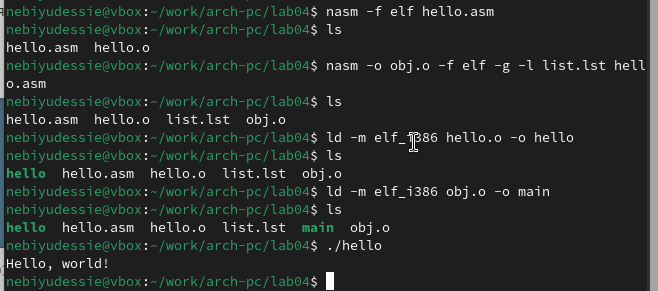 nebiyudessie@vbox:~/work/arch-pc/lab04$ nasm -f elf hello.asm
nebiyudessie@vbox:~/work/arch-pc/lab04$ ls
hello.asm  hello.o
nebiyudessie@vbox:~/work/arch-pc/lab04$ nasm -o obj.o -f elf -g -l list.lst hell
o.asm
nebiyudessie@vbox:~/work/arch-pc/lab04$ ls
hello.asm  hello.o  list.lst  obj.o
nebiyudessie@vbox:~/work/arch-pc/lab04$ ld -m elf_i386 hello.o -o hello
nebiyudessie@vbox:~/work/arch-pc/lab04$ ls
hello  hello.asm  hello.o  list.lst  obj.o
nebiyudessie@vbox:~/work/arch-pc/lab04$ ld -m elf_i386 obj.o -o main
nebiyudessie@vbox:~/work/arch-pc/lab04$ ls
hello  hello.asm  hello.o  list.lst  main  obj.o
nebiyudessie@vbox:~/work/arch-pc/lab04$ ./hello
Hello, world!
nebiyudessie@vbox:~/work/arch-pc/lab04$